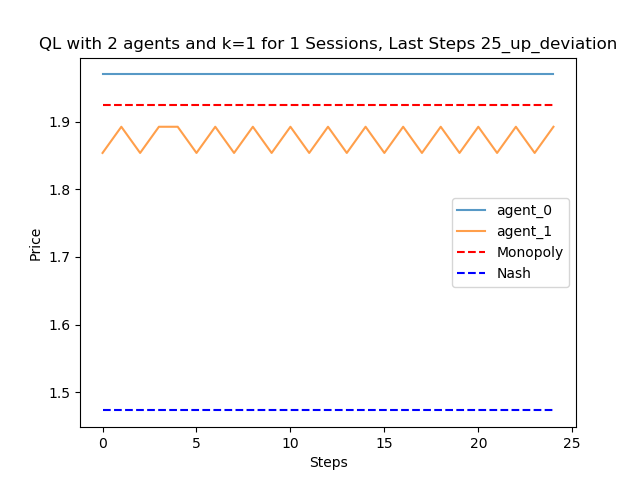 QL with 2 agents and k=1 for 1 Sessions, Last Steps 25_up_deviation
1.9
1.8
1.7
1.6
1.5
Price
agent_0
agent_1
Monopoly
Nash
0 5 10 15 20 25
Steps